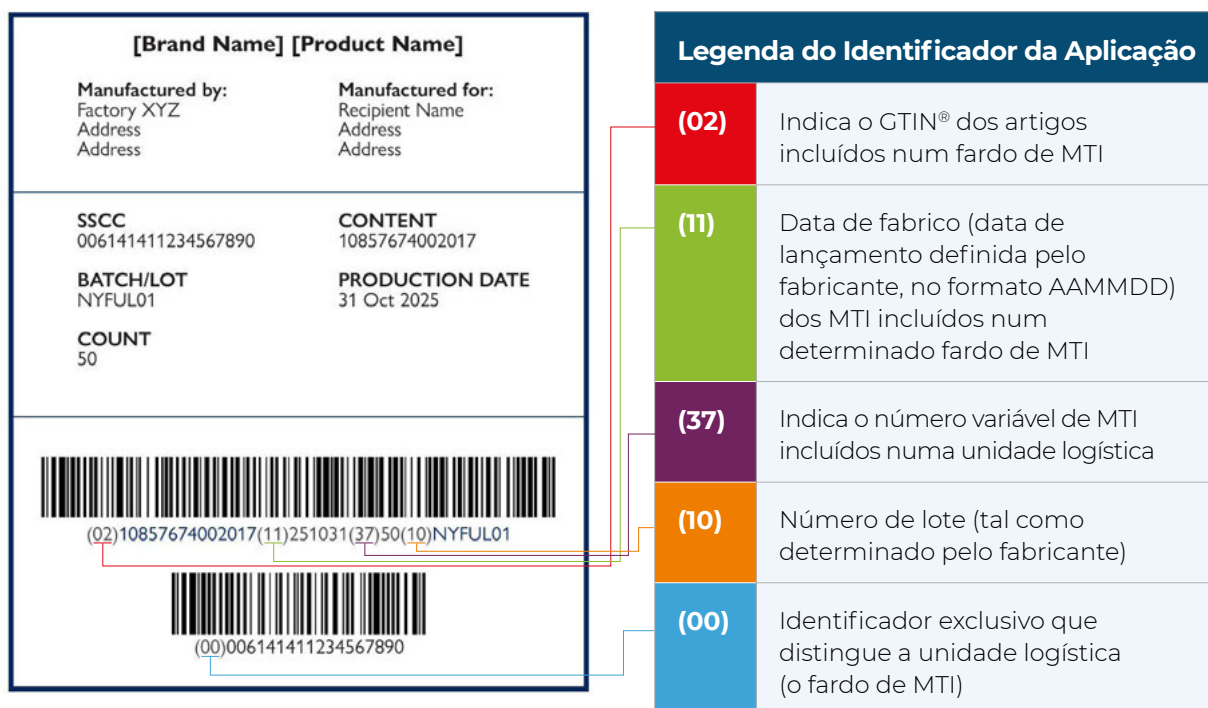 [Brand Name] [Product Name]
Manufactured by:
Factory XYZ
Address
Address
Manufactured for:
Recipient Name
Address
Address
SSCC
006141411234567890
CONTENT
10857674002017
BATCH/LOT
NYFUL01
PRODUCTION DATE
31 Oct 2025
COUNT
50
(02)10857674002017(11)251031(37)50(10)NYFUL01
(00)006141411234567890
Legenda do Identificador da Aplicação
(02)
Indica o GTIN® dos artigos
incluídos num fardo de MTI
(11)
Data de fabrico (data de
lançamento definida pelo
fabricante, no formato AAMMDD)
dos MTI incluídos num
determinado fardo de MTI
(37)
Indica o número variável de MTI
incluídos numa unidade logística
(10)
Número de lote (tal como
determinado pelo fabricante)
(00)
Identificador exclusivo que
distingue a unidade logística
(o fardo de MTI)